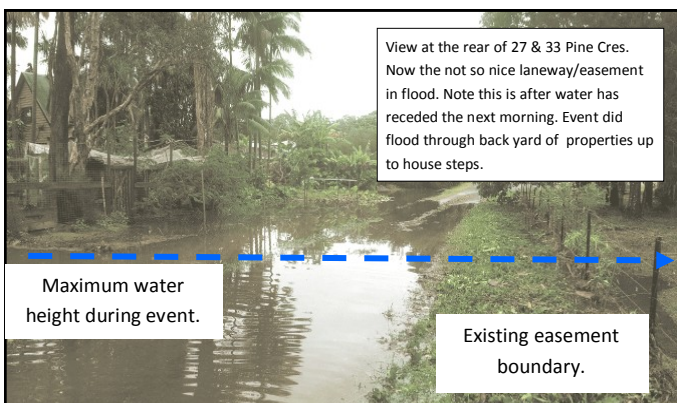 View at the rear of 27 & 33 Pine Cres.
Now the not so nice laneway/easement
in flood. Note this is after water has
receded the next morning. Event did
flood through back yard of properties up
to house steps.
Maximum water
height during event.
Existing easement
boundary.